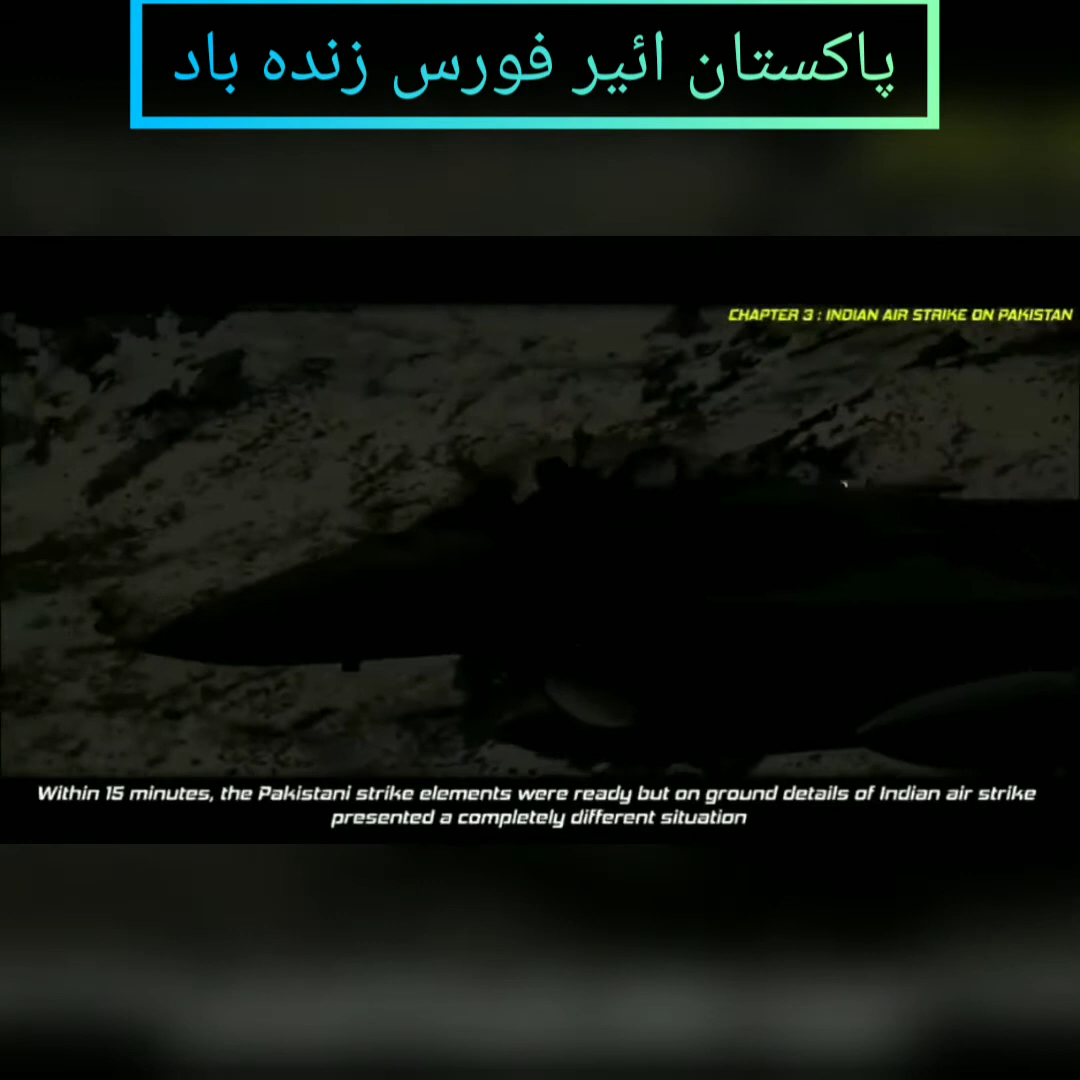 پاکستان ائیر فورس زنده باد
CHAPTER 3 : INDIAN AIR STRIKE ON PAKISTAN
Within 15 minutes, the Pakistani strike elements were ready but on ground details of Indian air strike
presented a completely different situation